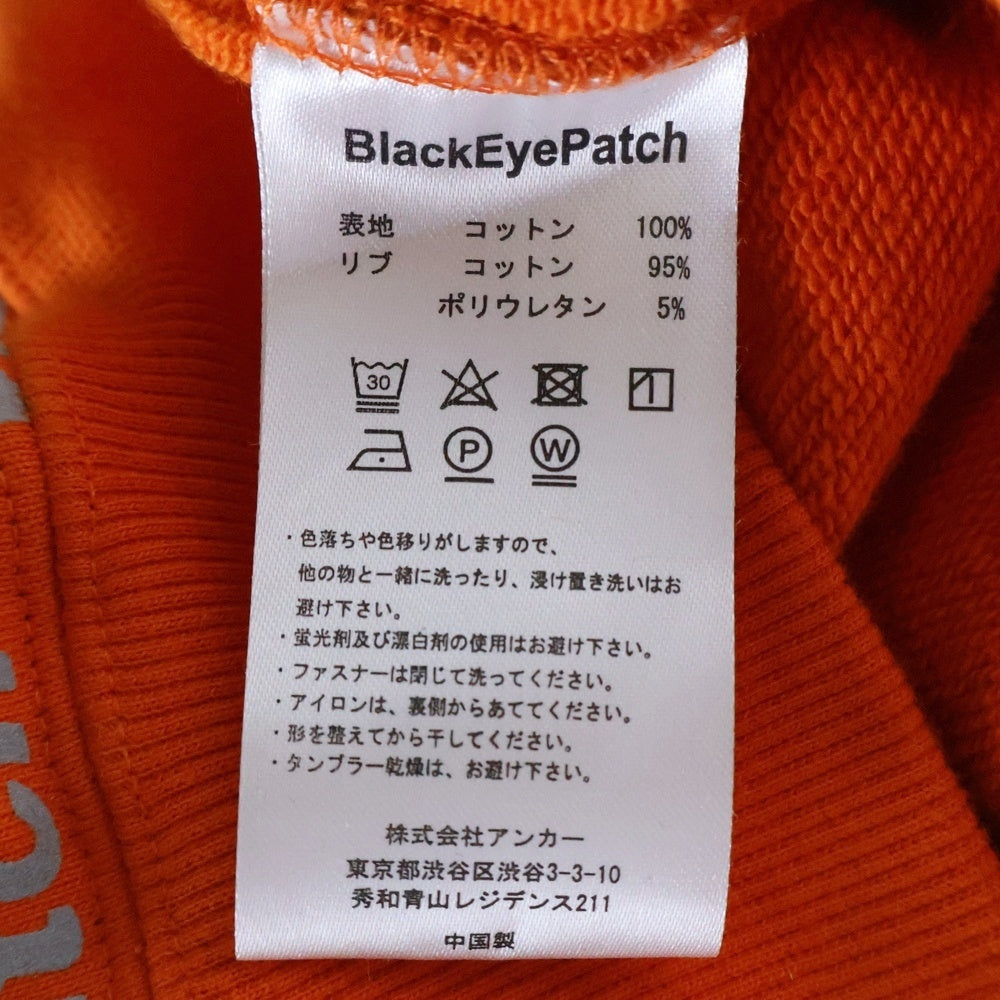 BlackEyePatch
表地 コットン 100%
リブ コットン 95%
ポリウレタン 5%
30
P W
・色落ちや色移りがしますので、
他の物と一緒に洗ったり、浸け置き洗いはお
避け下さい。
・蛍光剤及び漂白剤の使用はお避け下さい。
・ファスナーは閉じて洗ってください。
・アイロンは、裏側からあててください。
・形を整えてから干してください。
・タンブラー乾燥は、お避け下さい。
株式会社アンカー
東京都渋谷区渋谷3-3-10
秀和青山レジデンス211
中国製